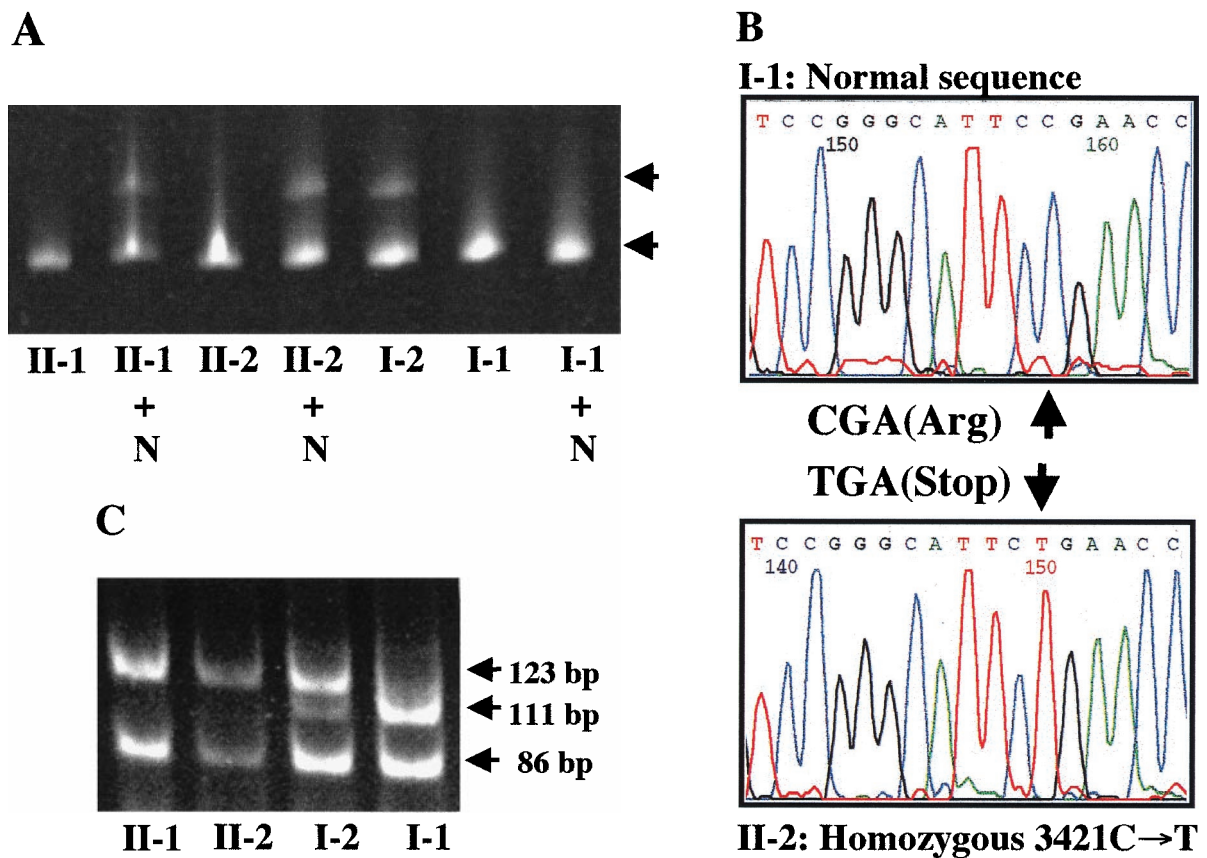 A
II-1 II-1 II-2 II-2 I-2 I-1 I-1
+ + +
N N N
B
I-1: Normal sequence
T C C G G G C A T T C C G A A C C
150 160
CGA(Arg)
TGA(Stop)
T C C G G G C A T T C T G A A C C
140 150
II-2: Homozygous 3421C→T
C
123 bp
111 bp
86 bp
II-1 II-2 I-2 I-1